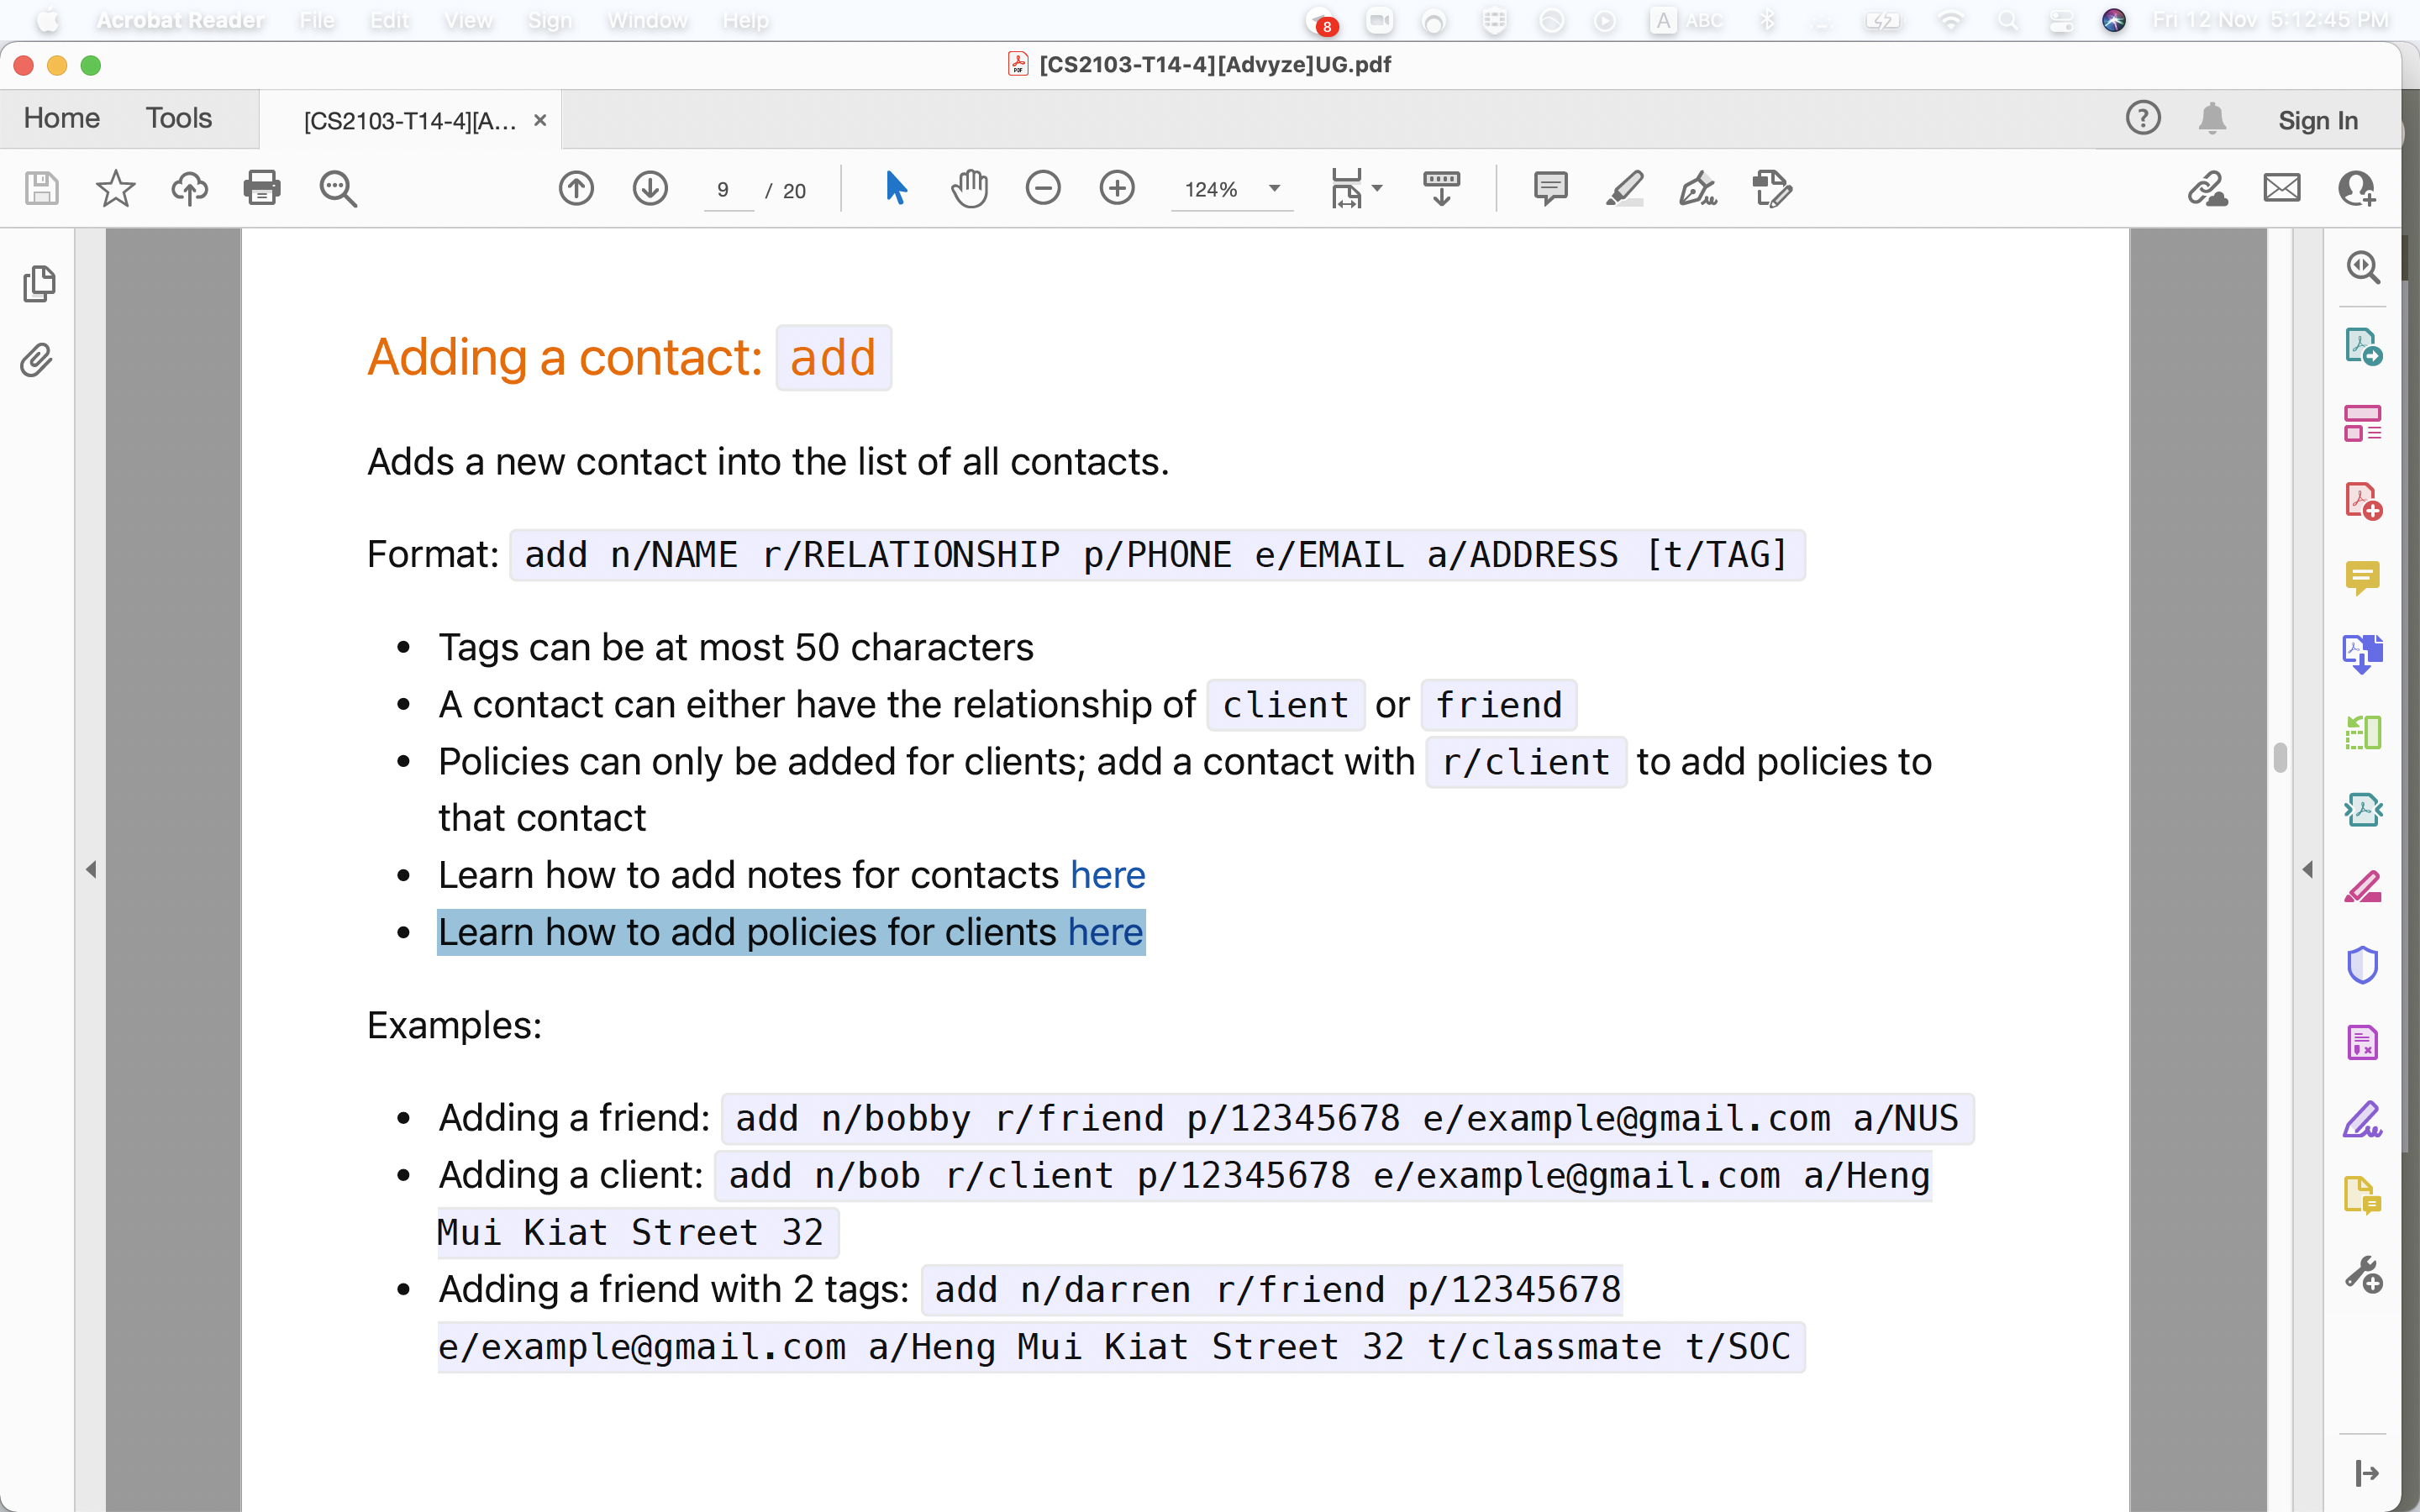 Acrobat Reader File Edit View Sign Window Help 8 A ABC Fri 12 Nov 5:12:45 PM
[CS2103-T14-4][Advyze]UG.pdf
Home Tools [CS2103-T14-4][A... × ? Sign In
9 / 20 124%
Adding a contact: add
Adds a new contact into the list of all contacts.
Format: add n/NAME r/RELATIONSHIP p/PHONE e/EMAIL a/ADDRESS [t/TAG]
• Tags can be at most 50 characters
• A contact can either have the relationship of client or friend
• Policies can only be added for clients; add a contact with r/client to add policies to
that contact
• Learn how to add notes for contacts here
• Learn how to add policies for clients here
Examples:
• Adding a friend: add n/bobby r/friend p/12345678 e/example@gmail.com a/NUS
• Adding a client: add n/bob r/client p/12345678 e/example@gmail.com a/Heng
Mui Kiat Street 32
• Adding a friend with 2 tags: add n/darren r/friend p/12345678
e/example@gmail.com a/Heng Mui Kiat Street 32 t/classmate t/SOC